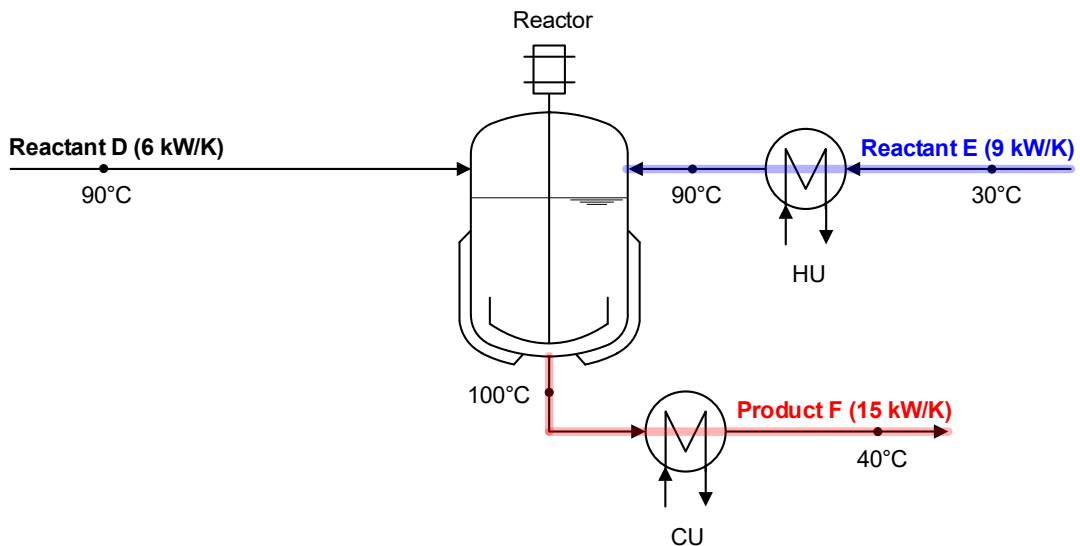 Reactor
Reactant D (6 kW/K)
Reactant E (9 kW/K)
90°C
90°C
30°C
HU
100°C
Product F (15 kW/K)
40°C
CU